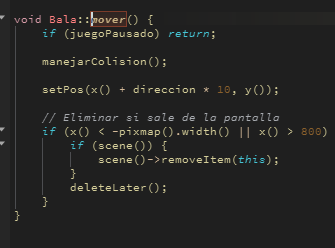 void Bala::mover() {
if (juegoPausado) return;
manejarColision();
setPos(x() + direccion * 10, y());
// Eliminar si sale de la pantalla
if (x() < -pixmap().width() || x() > 800)
if (scene()) {
scene()->removeItem(this);
}
deleteLater();
}
}